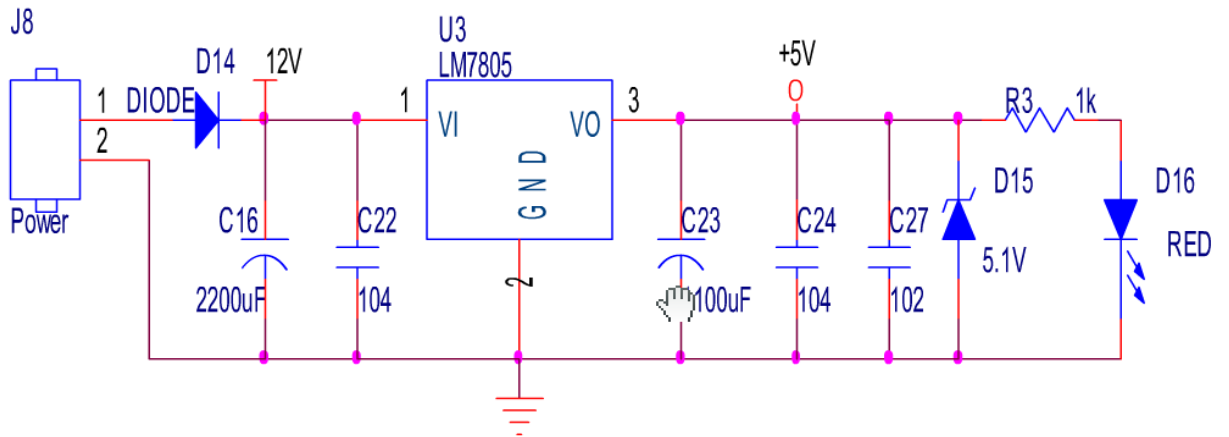 J8
U3
D14
12V
LM7805
+5V
1
DIODE
2
1
VI
VO
3
GND
2
R3
1k
Power
C16
2200uF
C22
104
C23
100uF
C24
104
C27
102
D15
5.1V
D16
RED